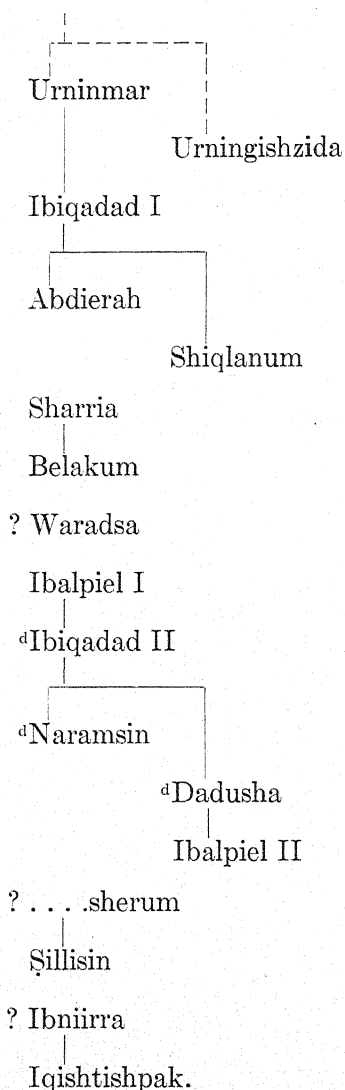 Urninmar
Urningishzida
Ibiqadad I
Abdierah
Shiqlanum
Sharria
Belakum
? Waradsa
Ibalpiel I
ᵈIbiqadad II
ᵈNaramsin
ᵈDadusha
Ibalpiel II
? . . . .sherum
Ṣillisin
? Ibniirra
Iqishtishpak.